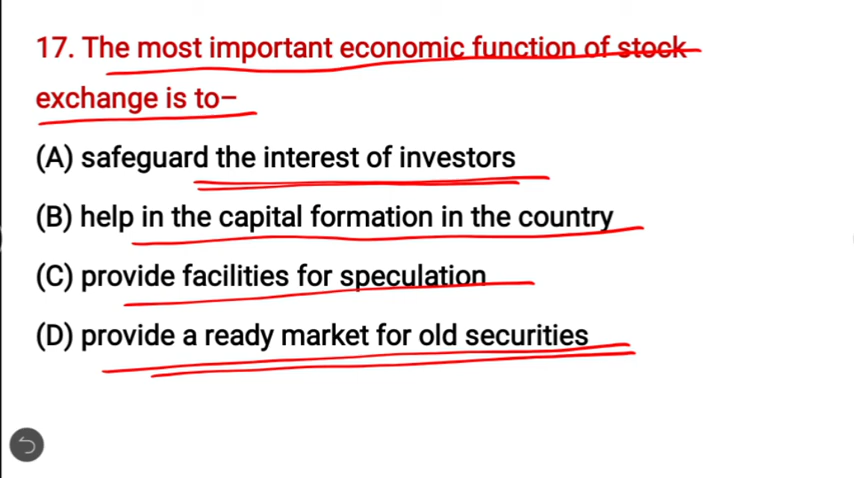 17. The most important economic function of stock
exchange is to–
(A) safeguard the interest of investors
(B) help in the capital formation in the country
(C) provide facilities for speculation
(D) provide a ready market for old securities